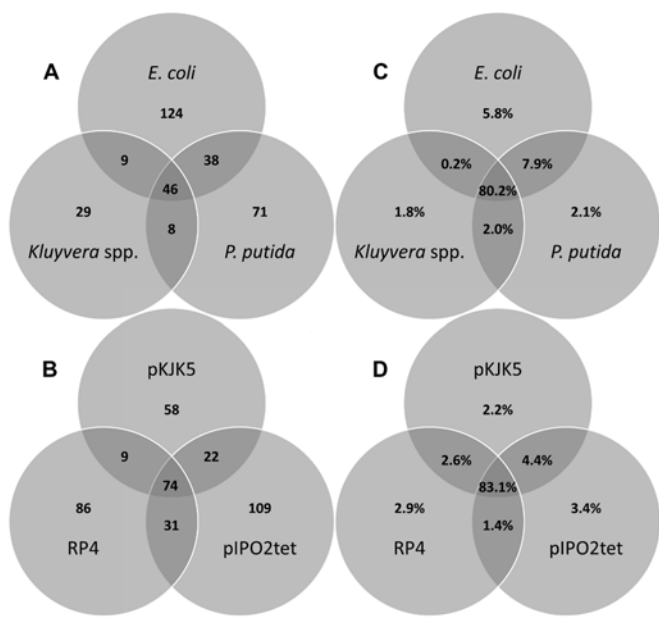 A
E. coli
124
9
38
46
29
71
8
Kluyvera spp.
P. putida
C
E. coli
5.8%
0.2%
7.9%
80.2%
1.8%
2.1%
2.0%
Kluyvera spp.
P. putida
B
pKJK5
58
9
22
74
86
109
31
RP4
pIPO2tet
D
pKJK5
2.2%
2.6%
4.4%
83.1%
2.9%
3.4%
1.4%
RP4
pIPO2tet